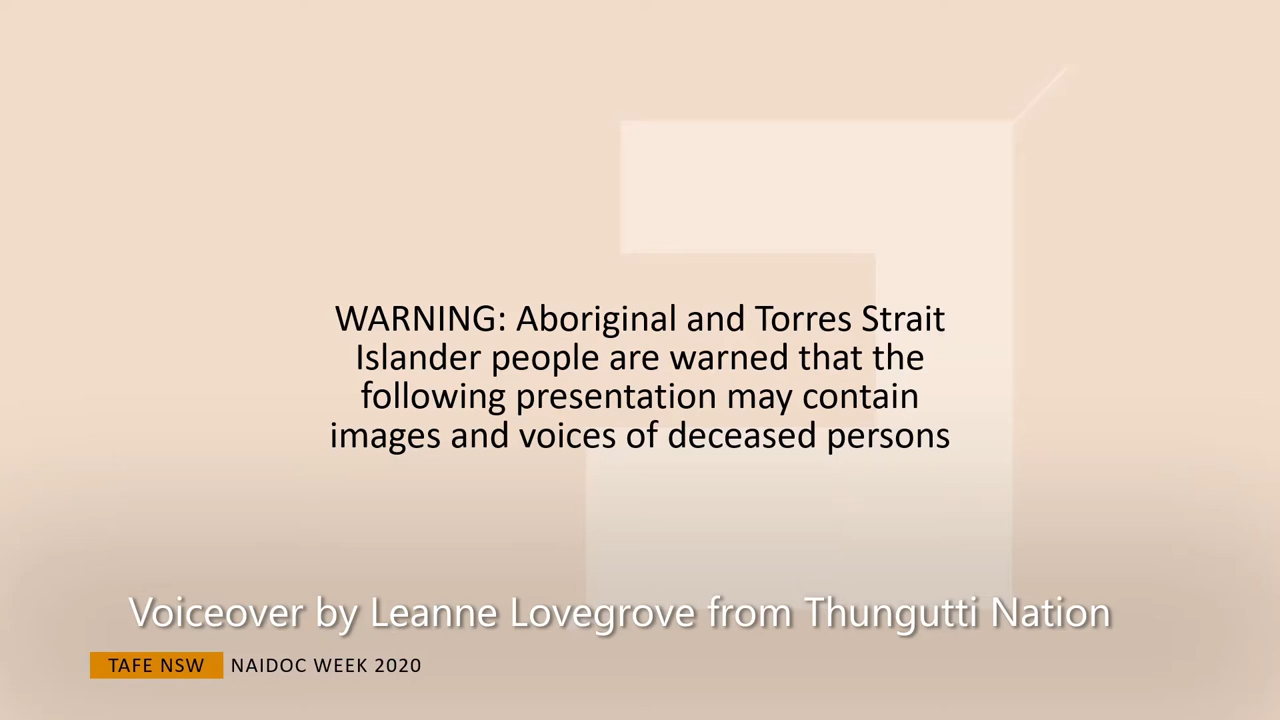 WARNING: Aboriginal and Torres Strait
Islander people are warned that the
following presentation may contain
images and voices of deceased persons
Voiceover by Leanne Lovegrove from Thungutti Nation
TAFE NSW NAIDOC WEEK 2020